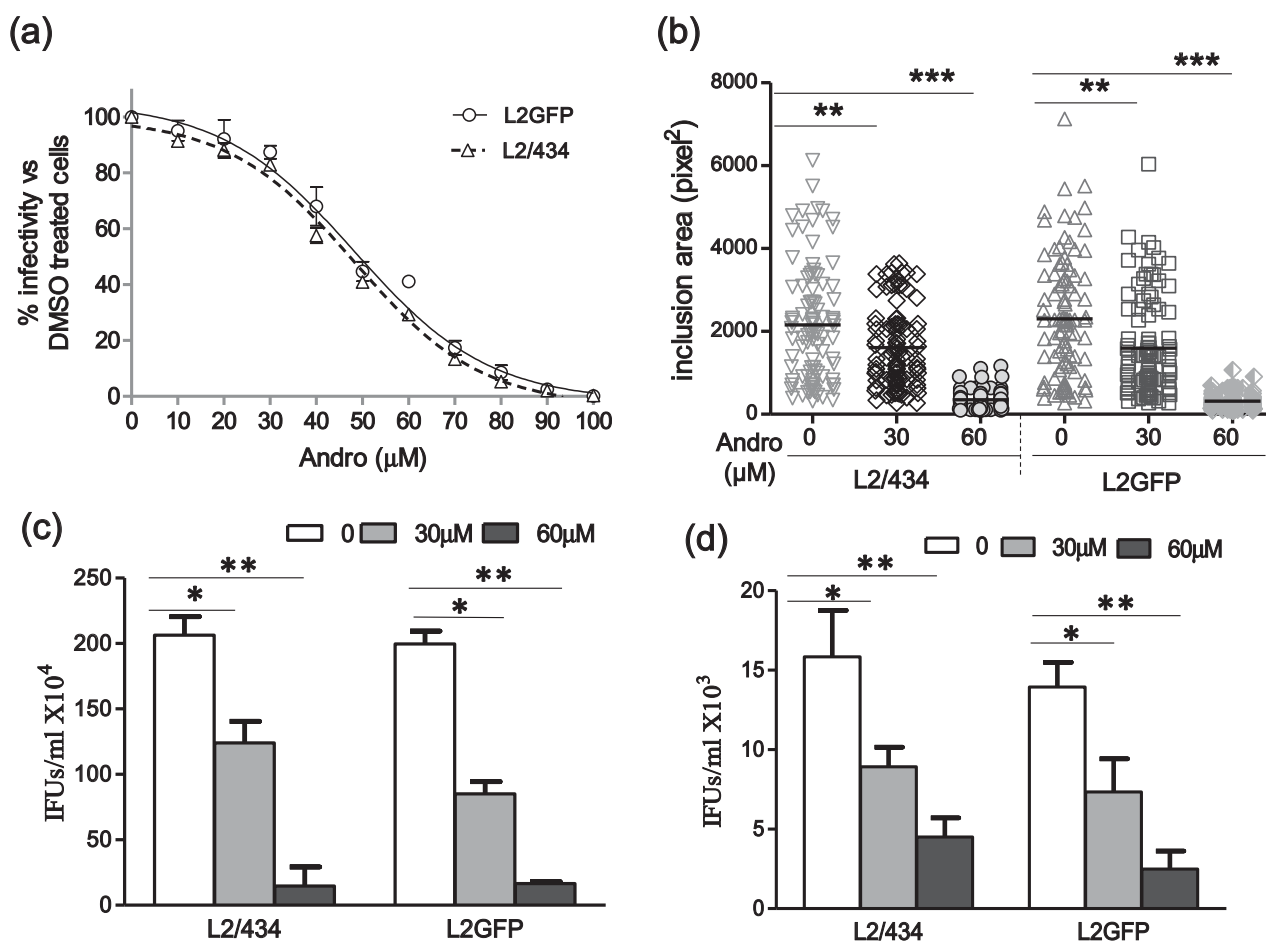 (a)
% infectivity vs
DMSO treated cells
100
80
60
40
20
0
L2GFP
L2/434
0 10 20 30 40 50 60 70 80 90 100
Andro (µM)
(b)
inclusion area (pixel²)
8000
6000
4000
2000
0
*** 
**
***
**
Andro
(µM)
0 30 60 0 30 60
L2/434 L2GFP
(c)
0 30µM 60µM
IFUs/ml X10⁴
250
200
150
100
50
0
**
*
**
*
L2/434 L2GFP
(d)
0 30µM 60µM
IFUs/ml X10³
20
15
10
5
0
**
*
**
*
L2/434 L2GFP